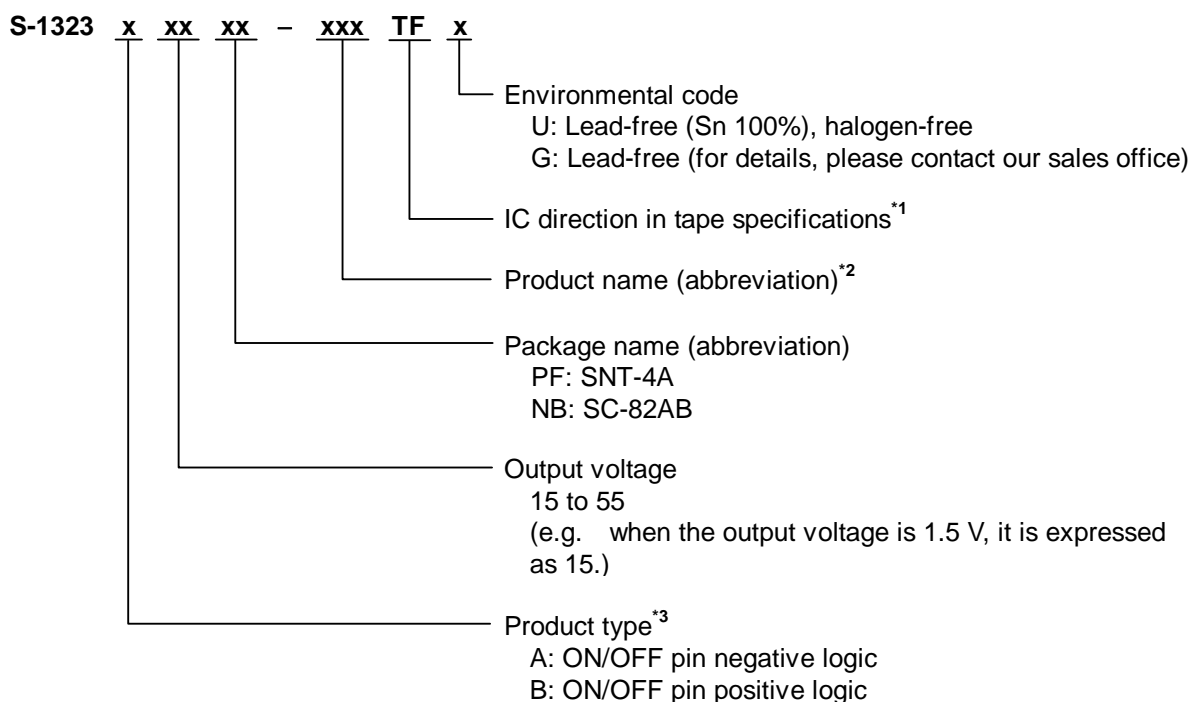 S-1323 x xx xx – xxx TF x
Environmental code
U: Lead-free (Sn 100%), halogen-free
G: Lead-free (for details, please contact our sales office)
IC direction in tape specifications*1
Product name (abbreviation)*2
Package name (abbreviation)
PF: SNT-4A
NB: SC-82AB
Output voltage
15 to 55
(e.g. when the output voltage is 1.5 V, it is expressed
as 15.)
Product type*3
A: ON/OFF pin negative logic
B: ON/OFF pin positive logic